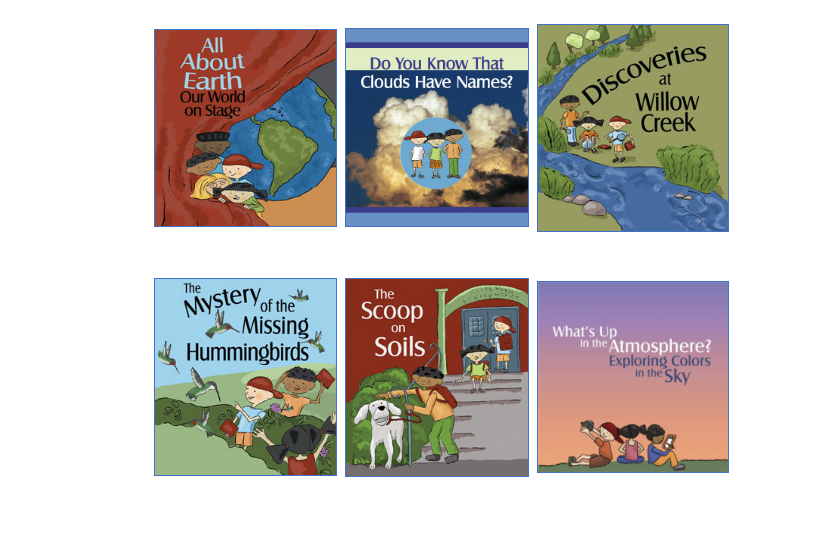 All
About
Earth
Our World
on Stage
Do You Know That
Clouds Have Names?
Discoveries
at
Willow
Creek
The
Mystery of the
Missing
Hummingbirds
The
Scoop
on
Soils
What's Up
in the Atmosphere?
Exploring Colors
in the Sky